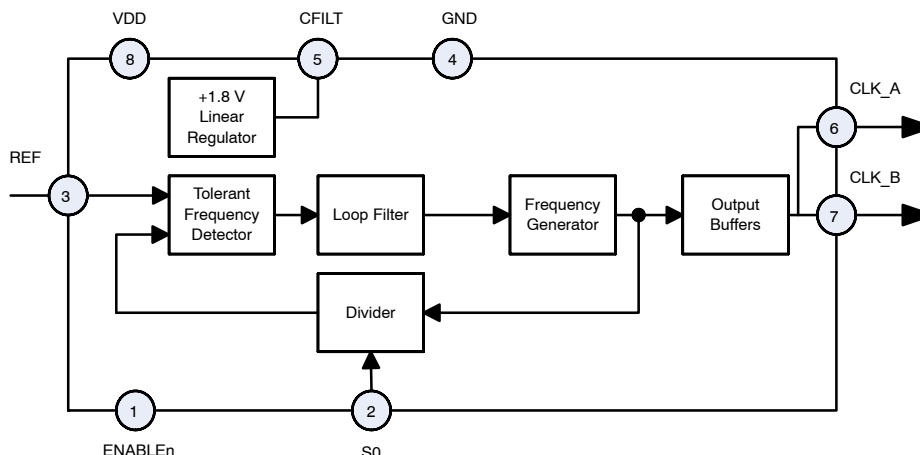 VDD
CFILT
GND
8
5
4
+1.8 V
Linear
Regulator
CLK_A
6
REF
3
Tolerant
Frequency
Detector
Loop Filter
Frequency
Generator
Output
Buffers
CLK_B
7
Divider
1
2
ENABLEn
S0